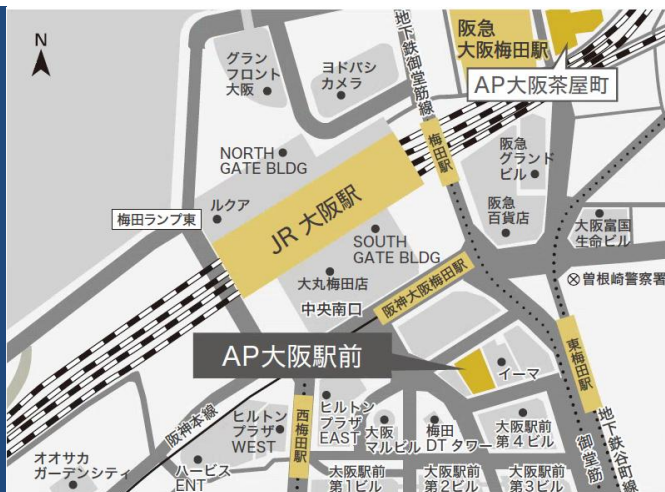 N
グラン
フロント
大阪
ヨドバシ
カメラ
地下鉄御堂筋線
阪急
大阪梅田駅
AP大阪茶屋町
梅田駅
阪急
グランド
ビル
NORTH
GATE BLDG
ルクア
梅田ランプ東
JR 大阪駅
阪急
百貨店
大阪富国
生命ビル
SOUTH
GATE BLDG
大丸梅田店
中央南口
阪神大阪梅田駅
曽根崎警察署
AP大阪駅前
イーマ
東梅田駅
阪神本線
ヒルトン
プラザ
WEST
西梅田駅
ヒルトン
プラザ
EAST
大阪
マルビル
梅田
DTタワー
大阪駅前
第4ビル
御堂筋
地下鉄谷町線
オオサカ
ガーデンシティ
ハービス
ENT
大阪駅前
第1ビル
大阪駅前
第2ビル
大阪駅前
第3ビル